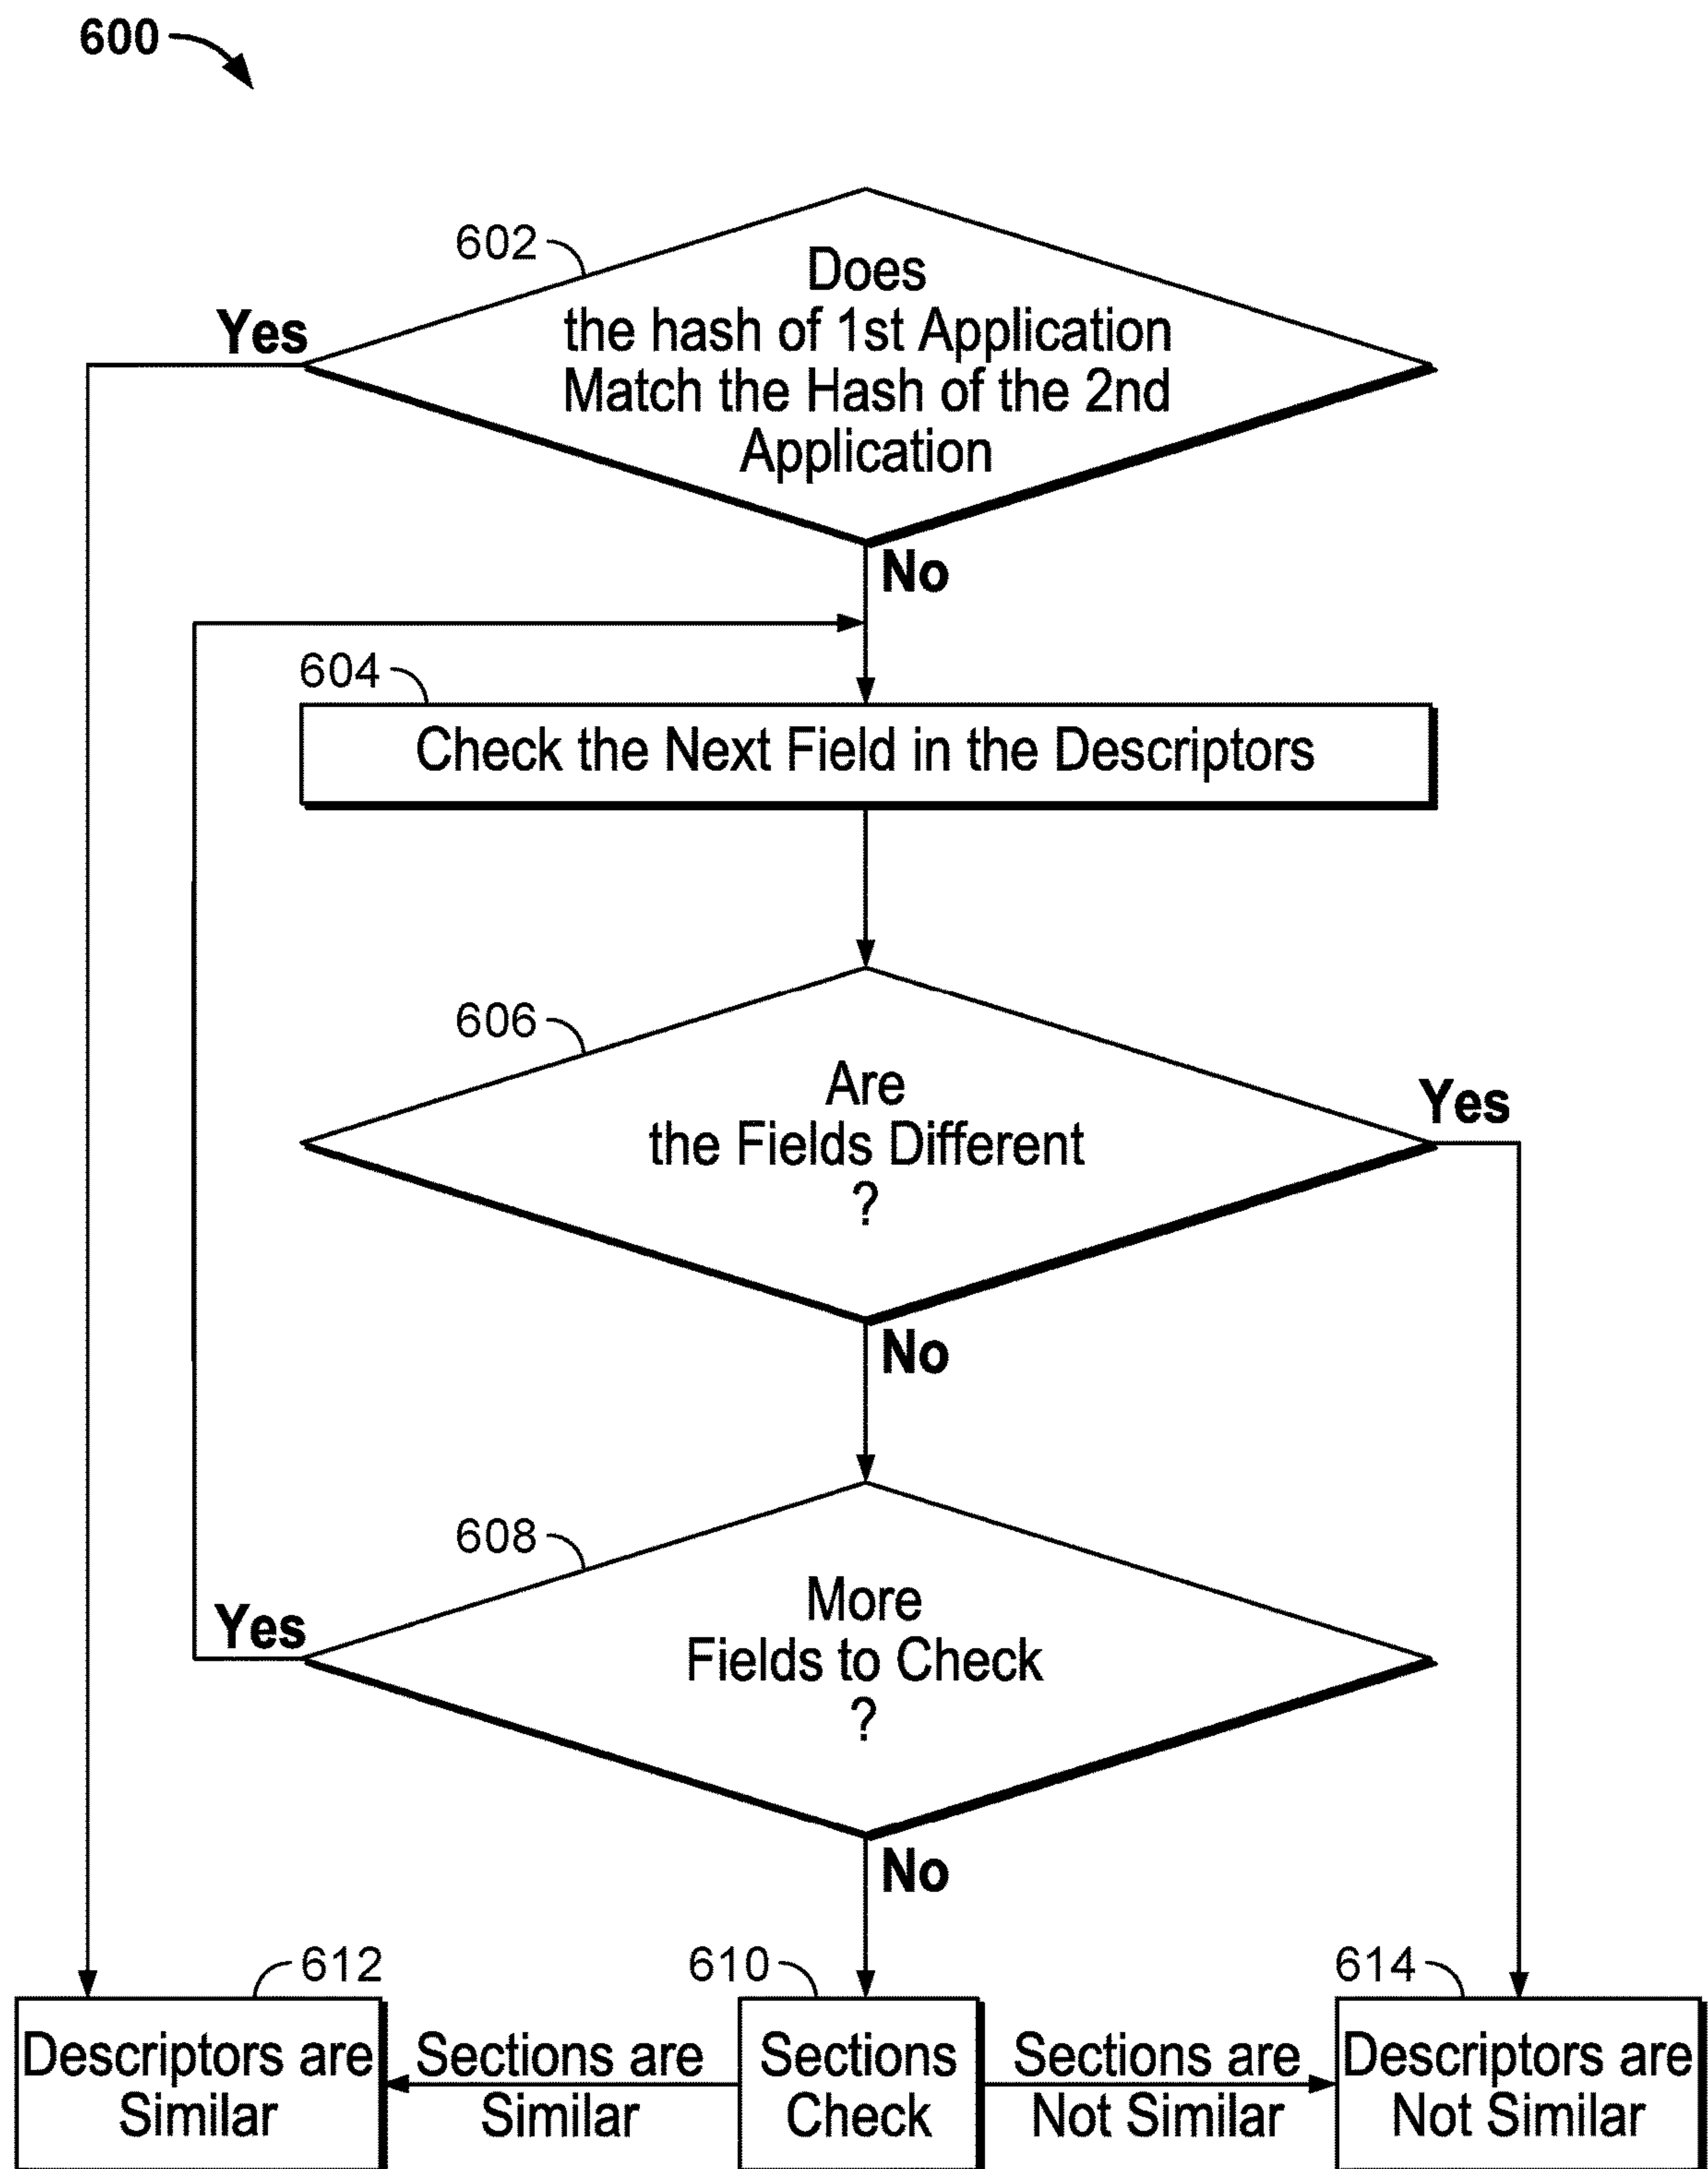 600
602
Does
the hash of 1st Application
Match the Hash of the 2nd
Application
Yes
No
604
Check the Next Field in the Descriptors
606
Are
the Fields Different
?
Yes
No
608
More
Fields to Check
?
Yes
No
612
610
614
Descriptors are
Similar
Sections are
Similar
Sections
Check
Sections are
Not Similar
Descriptors are
Not Similar